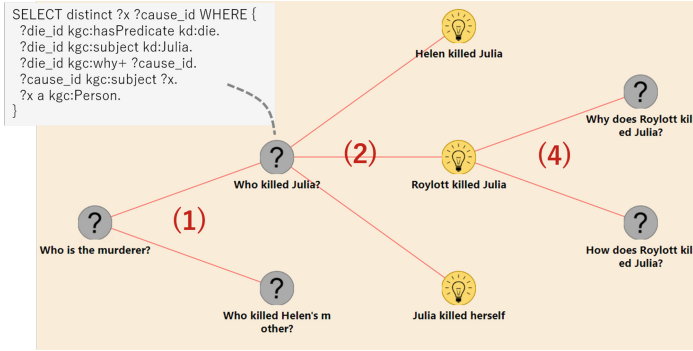 SELECT distinct ?x ?cause_id WHERE {
?die_id kgc:hasPredicate kd:die.
?die_id kgc:subject kd:Julia.
?die_id kgc:why+ ?cause_id.
?cause_id kgc:subject ?x.
?x a kgc:Person.
}
Helen killed Julia
?
Why does Roylott kill
ed Julia?
?
Who killed Julia?
(2)
Roylott killed Julia
(4)
?
Who is the murderer?
(1)
?
How does Roylott kill
ed Julia?
?
Who killed Helen's m
other?
Julia killed herself